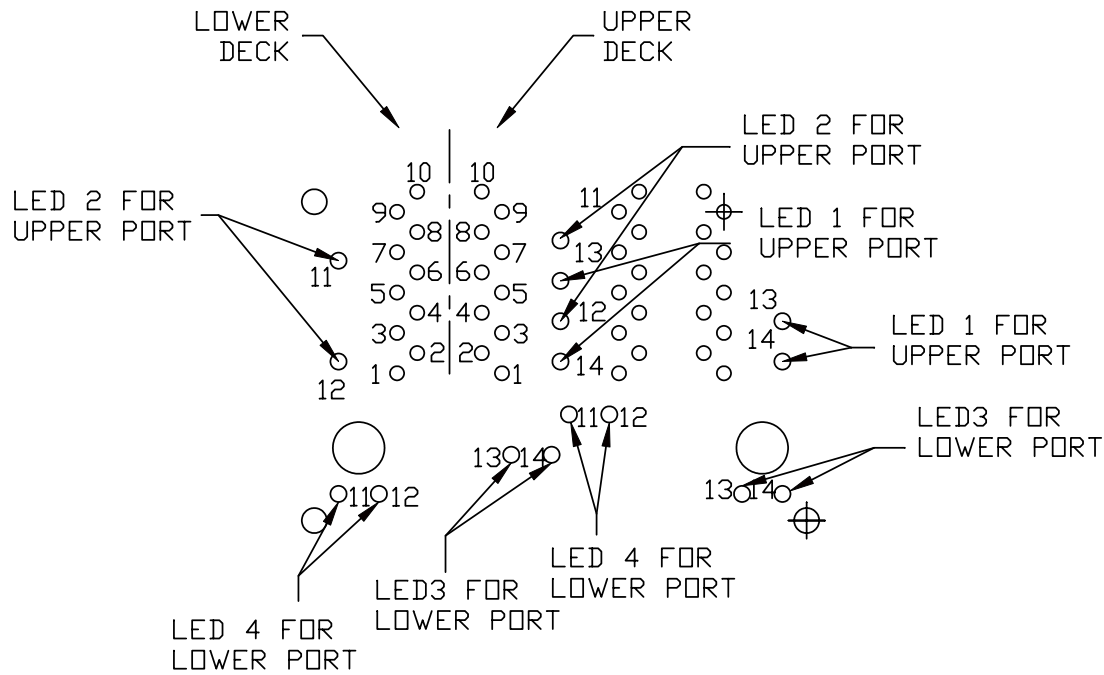 LOWER
DECK
UPPER
DECK
LED 2 FOR
UPPER PORT
10 10
LED 2 FOR
UPPER PORT
11
9 9
LED 1 FOR
UPPER PORT
8 8
7 7
13
11
6 6
5 5
13
4 4
12
LED 1 FOR
UPPER PORT
3 3
14
2 2
14
1 1
12
11 12
LED3 FOR
LOWER PORT
13 14
13 14
11 12
LED 4 FOR
LOWER PORT
LED3 FOR
LOWER PORT
LED 4 FOR
LOWER PORT